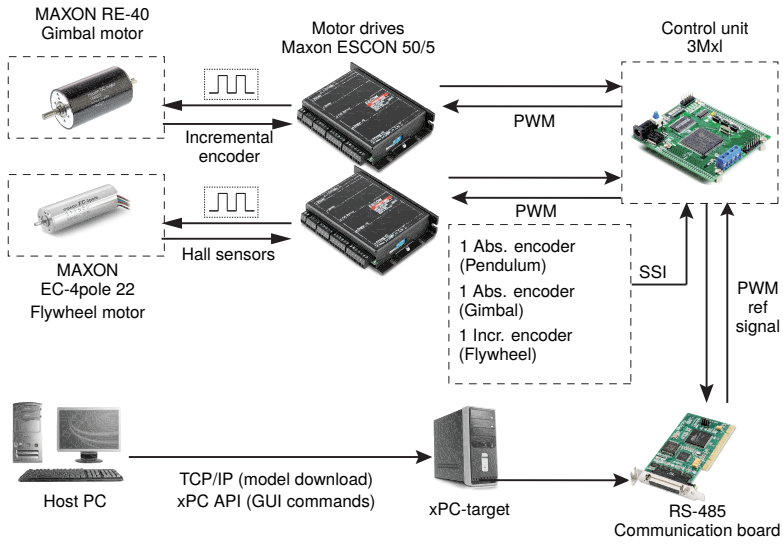 MAXON RE-40
Gimbal motor
Motor drives
Maxon ESCON 50/5
Control unit
3Mxl
PWM
Incremental
encoder
PWM
Hall sensors
MAXON
EC-4pole 22
Flywheel motor
1 Abs. encoder
(Pendulum)
1 Abs. encoder
(Gimbal)
1 Incr. encoder
(Flywheel)
SSI
PWM
ref
signal
TCP/IP (model download)
xPC API (GUI commands)
Host PC
xPC-target
RS-485
Communication board